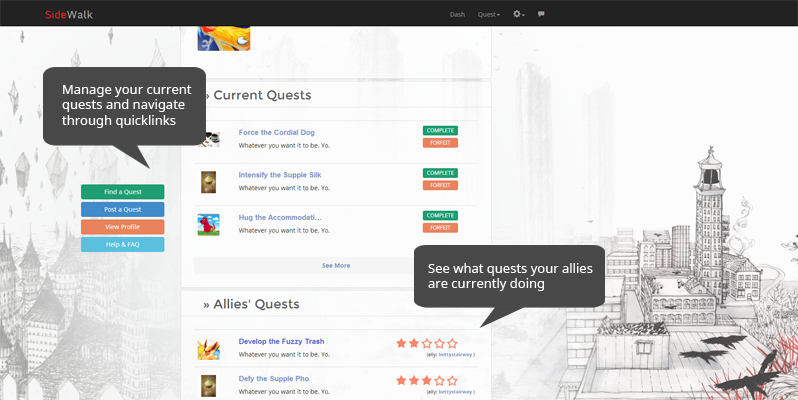 SideWalk
Dash
Quest
Manage your current
quests and navigate
through quicklinks
Find a Quest
Post a Quest
View Profile
Help & FAQ
» Current Quests
Force the Cordial Dog
Whatever you want it to be. Yo.
COMPLETE
FORFEIT
Intensify the Supple Silk
Whatever you want it to be. Yo.
COMPLETE
FORFEIT
Hug the Accommodati...
Whatever you want it to be. Yo.
COMPLETE
FORFEIT
See More
See what quests your allies
are currently doing
» Allies' Quests
Develop the Fuzzy Trash
Whatever you want it to be. Yo.
(ally: bettystairway )
Defy the Supple Pho
Whatever you want it to be. Yo.
(ally: bettystairway )